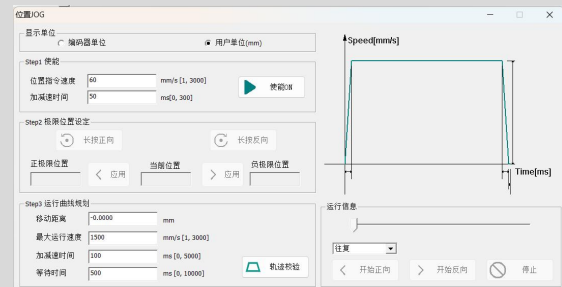 位置JOG
显示单位
编码器单位
用户单位(mm)
Step1 使能
位置指令速度 60 mm/s [1, 3000]
加减速时间 50 ms[0, 300]
使能ON
Step2 极限位置设定
长按正向
长按反向
正极限位置
当前位置
负极限位置
应用
应用
Step3 运行曲线规划
移动距离 -0.0000 mm
最大运行速度 1500 mm/s [1, 3000]
加减速时间 100 ms [0, 5000]
等待时间 500 ms [0, 10000]
轨迹校验
Speed[mm/s]
Time[ms]
运行信息
往复
开始正向
开始反向
停止